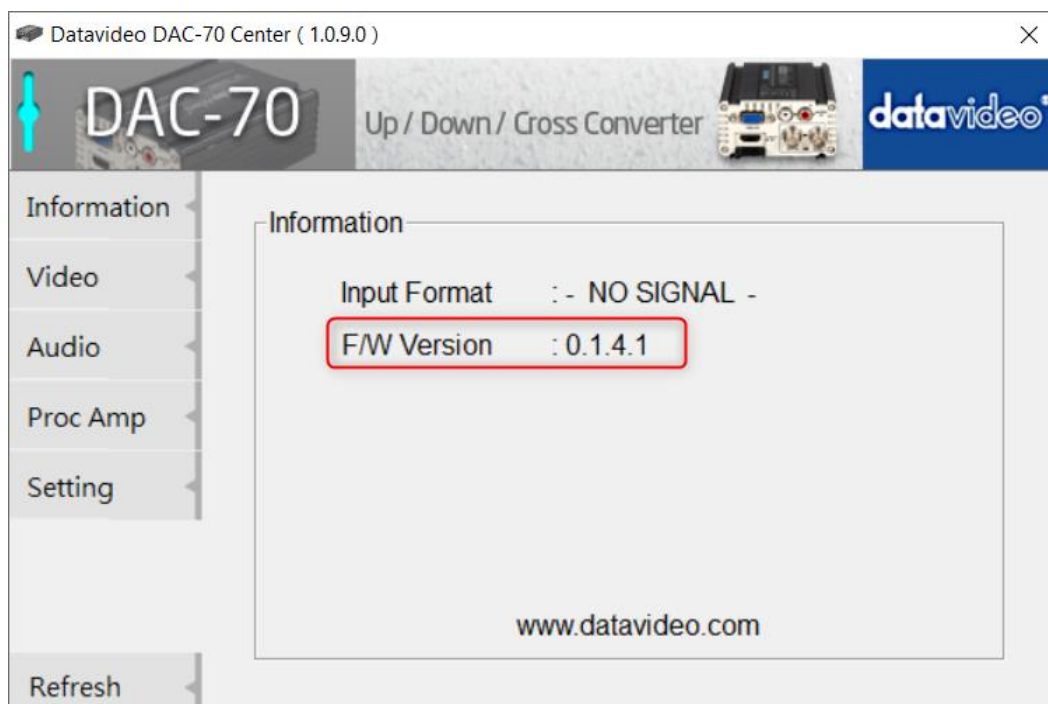 Datavideo DAC-70 Center ( 1.0.9.0 )
DAC-70
Up / Down / Cross Converter
datavideo®
Information
Video
Audio
Proc Amp
Setting
Refresh
Information
Input Format : - NO SIGNAL -
F/W Version : 0.1.4.1
www.datavideo.com